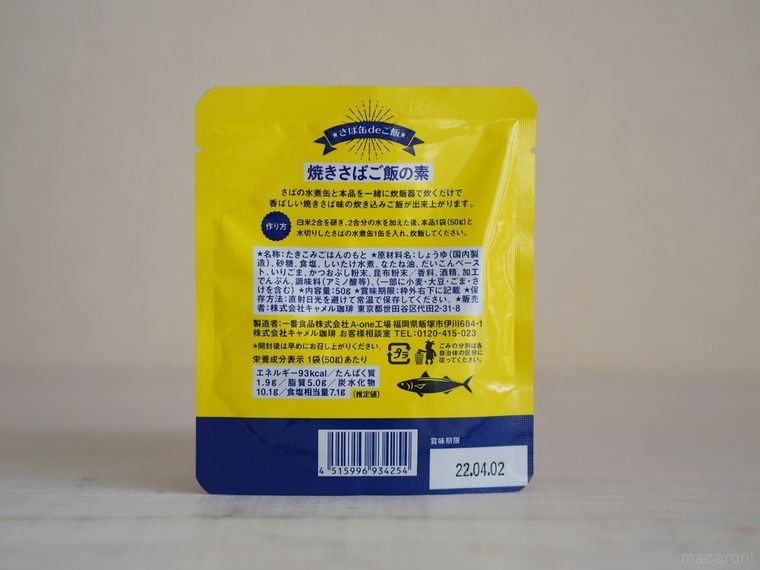 ★さば缶deご飯★
焼きさばご飯の素
さばの水煮缶と本品を一緒に炊飯器で炊くだけで
香ばしい焼きさば味の炊き込みご飯が出来上がります。
作り方
白米2合を研ぎ、2合分の水を加えた後、本品1袋(50g)と
水切りしたさばの水煮缶1缶を入れ、炊飯してください。
★名称:たきこみごはんのもと ★原材料名:しょうゆ(国内製
造)、砂糖、食塩、しいたけ水煮、なたね油、だいこんペース
ト、いりごま、かつおぶし粉末、昆布粉末/香料、酒精、加工
でんぷん、調味料(アミノ酸等)、(一部に小麦・大豆・ごま・さ
けを含む) ★内容量:50g ★賞味期限:枠外右下に記載 ★保
存方法:直射日光を避けて常温で保存してください。★販売
者:株式会社キャメル珈琲 東京都世田谷区代田2-31-8
製造者:一番食品株式会社 A-one工場 福岡県飯塚市伊川684-1
株式会社キャメル珈琲 お客様相談室 TEL:0120-415-023
★開封後は早めにお召し上がりください。
栄養成分表示 1袋(50g)あたり
エネルギー93kcal/たんぱく質
1.9g/脂質5.0g/炭水化物
10.1g/食塩相当量7.1g
(推定値)
プラ
ごみの分別は各
自治体の区分に
従ってください。
4 515996 934254
賞味期限
22.04.02
macaroni